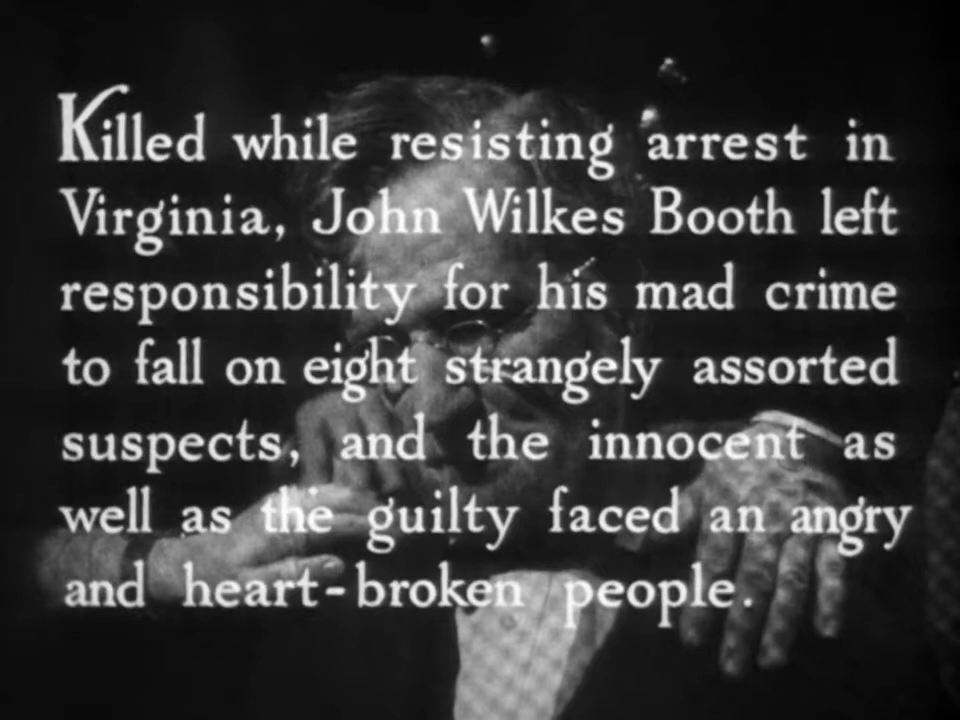 Killed while resisting arrest in
Virginia, John Wilkes Booth left
responsibility for his mad crime
to fall on eight strangely assorted
suspects, and the innocent as
well as the guilty faced an angry
and heart-broken people.